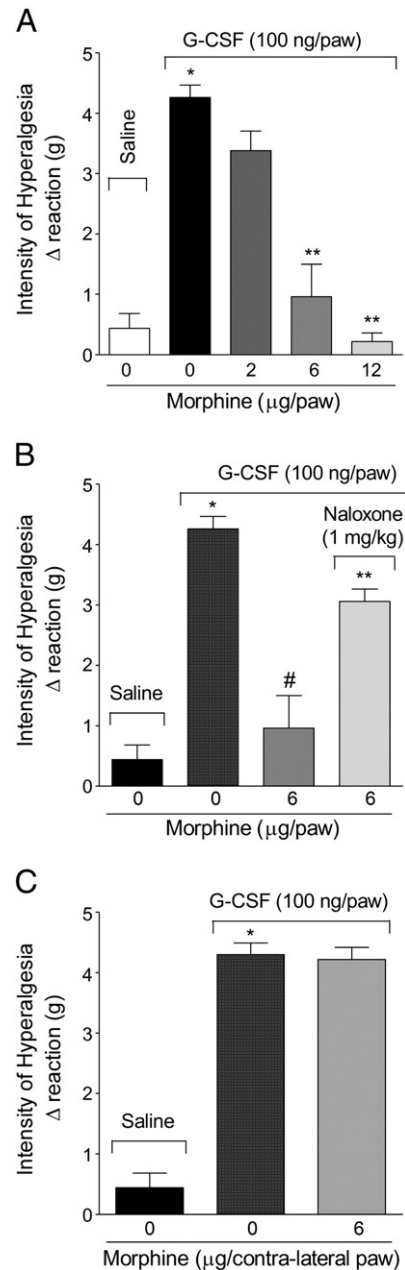 A
G-CSF (100 ng/paw)
Saline
*
**
**
Intensity of Hyperalgesia
Δ reaction (g)
5
4
3
2
1
0
0 0 2 6 12
Morphine (μg/paw)
B
G-CSF (100 ng/paw)
*
Naloxone
(1 mg/kg)
**
#
Saline
Intensity of Hyperalgesia
Δ reaction (g)
5
4
3
2
1
0
0 0 6 6
Morphine (μg/paw)
C
G-CSF (100 ng/paw)
*
Saline
Intensity of Hyperalgesia
Δ reaction (g)
5
4
3
2
1
0
0 0 6
Morphine (μg/contra-lateral paw)